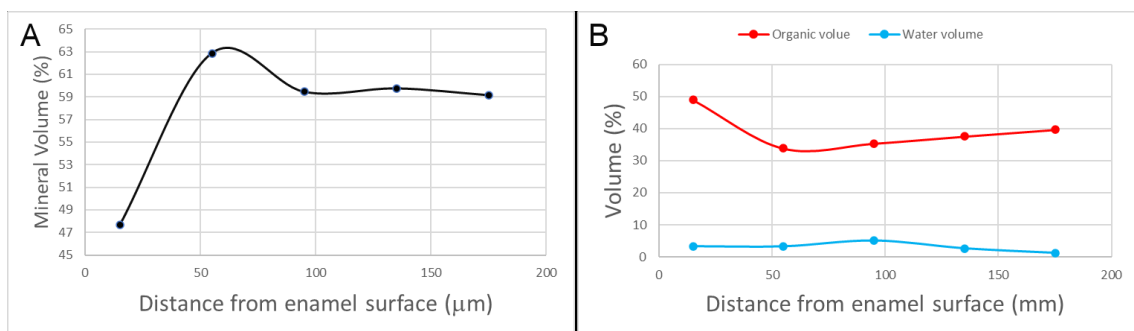 A
Mineral Volume (%)
65
63
61
59
57
55
53
51
49
47
45
0 50 100 150 200
Distance from enamel surface (μm)
B
Organic volue Water volume
Volume (%)
60
50
40
30
20
10
0
0 50 100 150 200
Distance from enamel surface (mm)